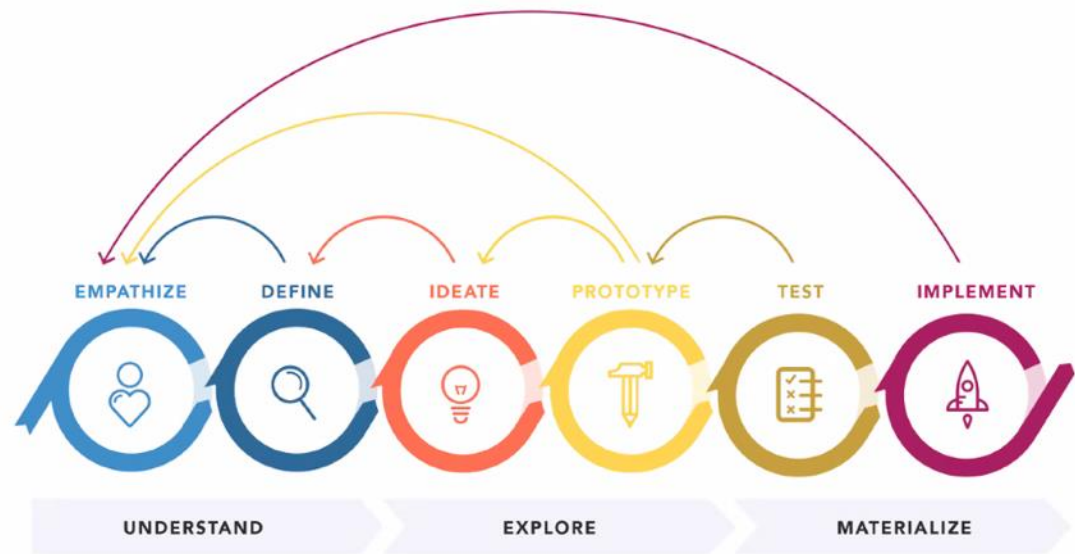 EMPATHIZE DEFINE IDEATE PROTOTYPE TEST IMPLEMENT
UNDERSTAND EXPLORE MATERIALIZE